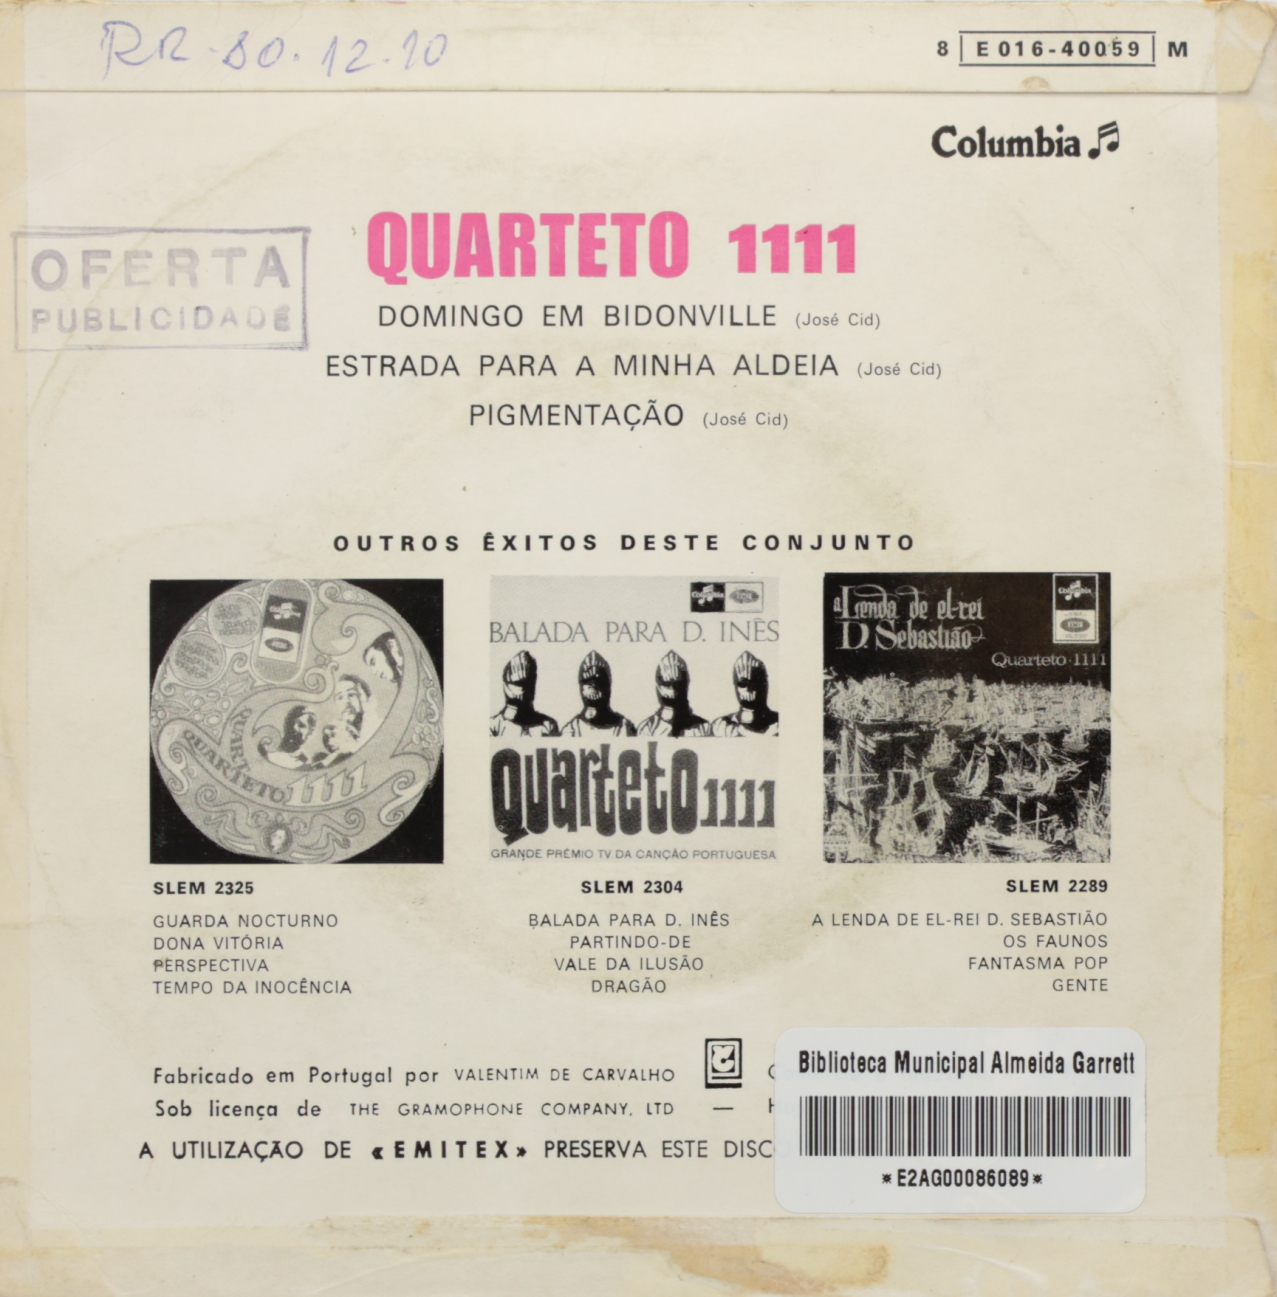 RR-80.12.10
8 E 016-40059 M
Columbia
OFERTA
PUBLICIDADE
QUARTETO 1111
DOMINGO EM BIDONVILLE (José Cid)
ESTRADA PARA A MINHA ALDEIA (José Cid)
PIGMENTAÇÃO (José Cid)
OUTROS ÊXITOS DESTE CONJUNTO
QUARTETO 1111
SLEM 2325
GUARDA NOCTURNO
DONA VITÓRIA
PERSPECTIVA
TEMPO DA INOCÊNCIA
Columbia
BALADA PARA D. INÊS
quarteto 1111
GRANDE PRÉMIO TV DA CANÇÃO PORTUGUESA
SLEM 2304
BALADA PARA D. INÊS
PARTINDO-DE
VALE DA ILUSÃO
DRAGÃO
a Lenda de el-rei
D. Sebastião
Columbia
EMI
Quarteto·1111
SLEM 2289
A LENDA DE EL-REI D. SEBASTIÃO
OS FAUNOS
FANTASMA POP
GENTE
Fabricado em Portugal por VALENTIM DE CARVALHO
Sob licença de THE GRAMOPHONE COMPANY, LTD —
A UTILIZAÇÃO DE «EMITEX» PRESERVA ESTE DISC
Biblioteca Municipal Almeida Garrett
*E2AG00086089*